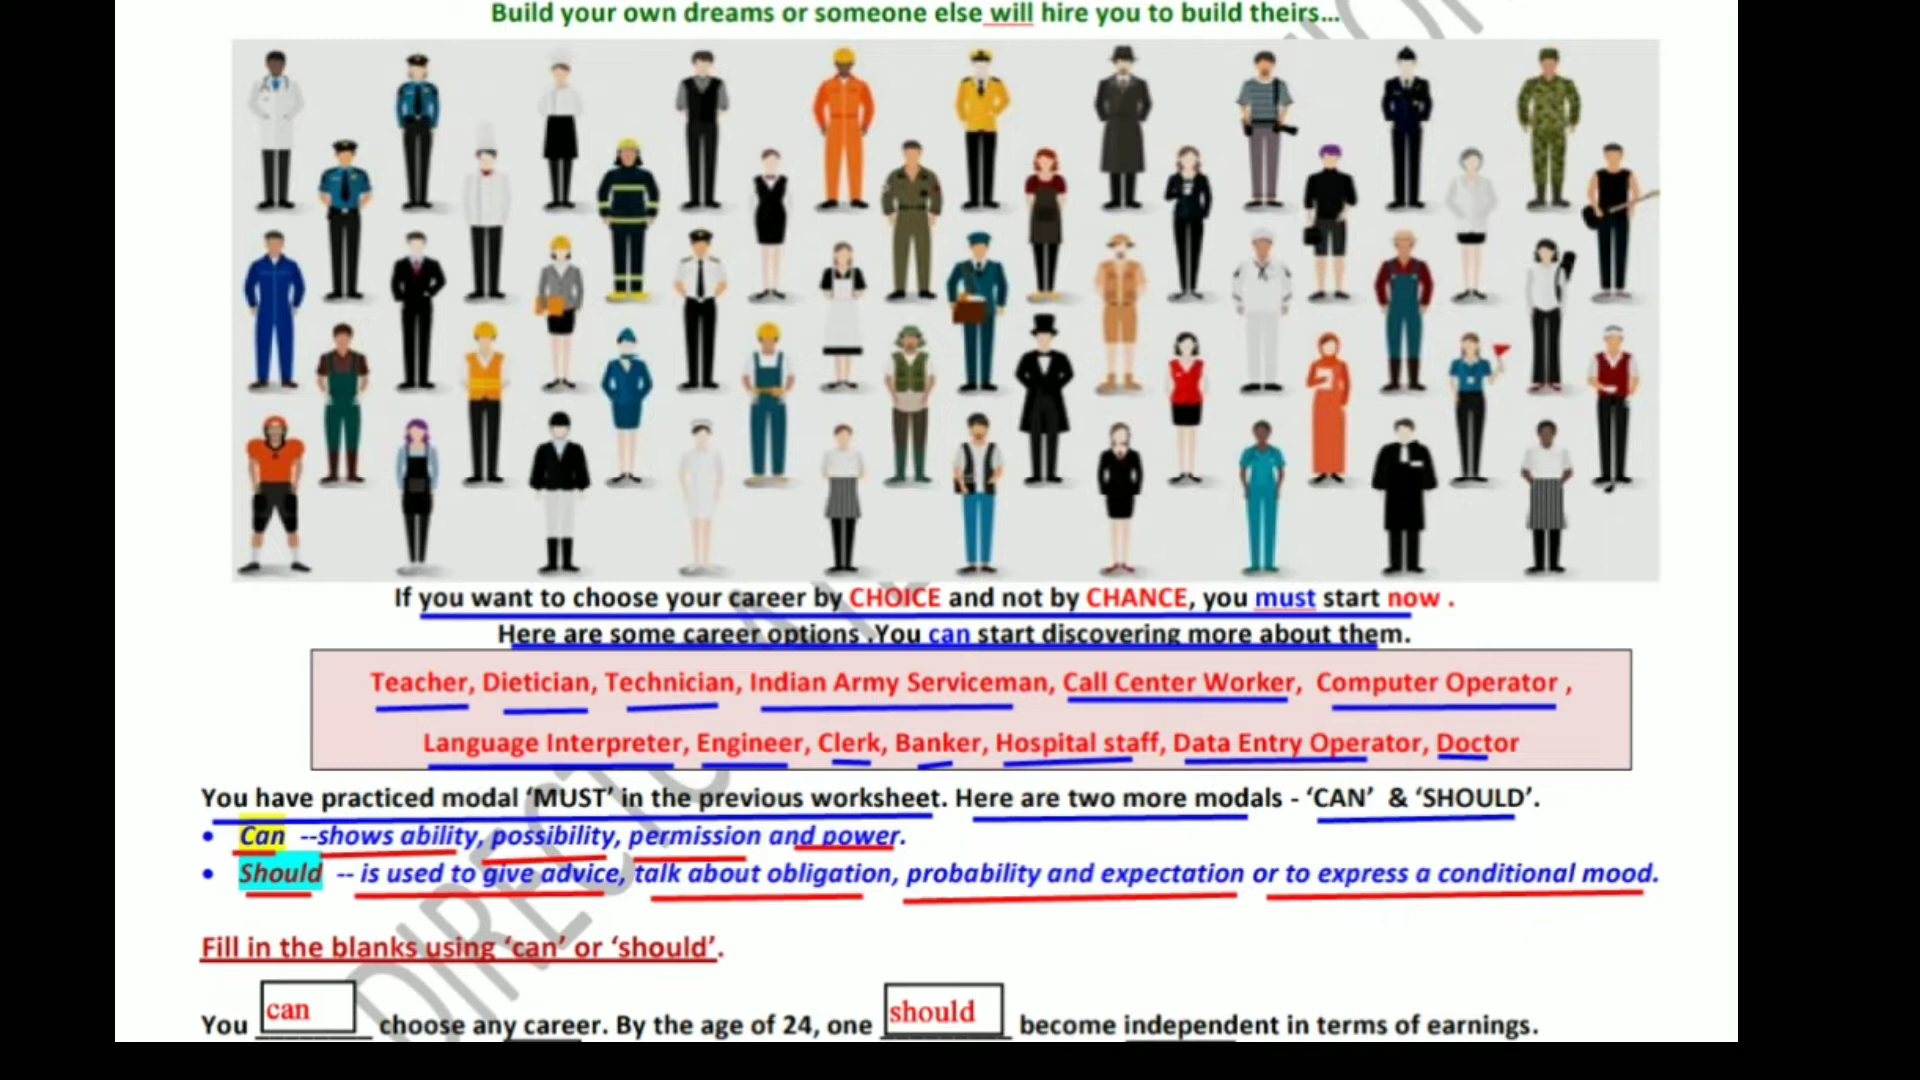 Build your own dreams or someone else will hire you to build theirs...
If you want to choose your career by CHOICE and not by CHANCE, you must start now .
Here are some career options .You can start discovering more about them.
Teacher, Dietician, Technician, Indian Army Serviceman, Call Center Worker, Computer Operator ,
Language Interpreter, Engineer, Clerk, Banker, Hospital staff, Data Entry Operator, Doctor
You have practiced modal ‘MUST’ in the previous worksheet. Here are two more modals - ‘CAN’ & ‘SHOULD’.
• Can --shows ability, possibility, permission and power.
• Should -- is used to give advice, talk about obligation, probability and expectation or to express a conditional mood.
Fill in the blanks using ‘can’ or ‘should’.
You can choose any career. By the age of 24, one should become independent in terms of earnings.